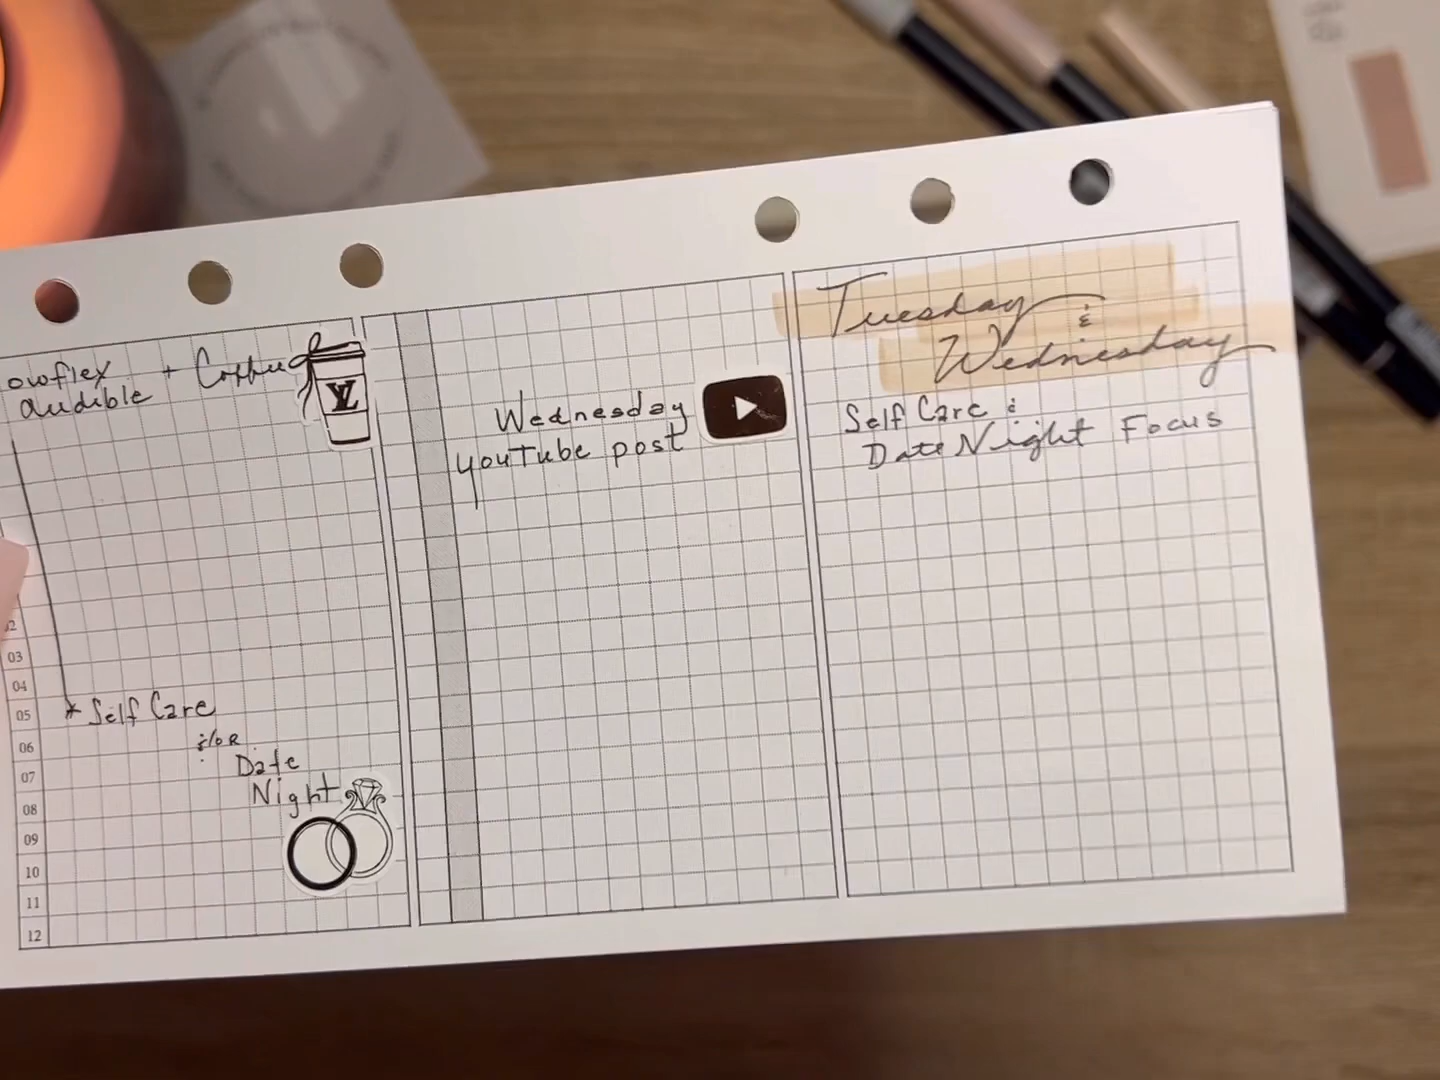 owflex
audible +
LV
02
03
04
05
06
07
08
09
10
11
12
* Self Care
&/OR
Date
Night
Wednesday
youTube post
Tuesday
&
Wednesday
Self Care &
Date Night Focus